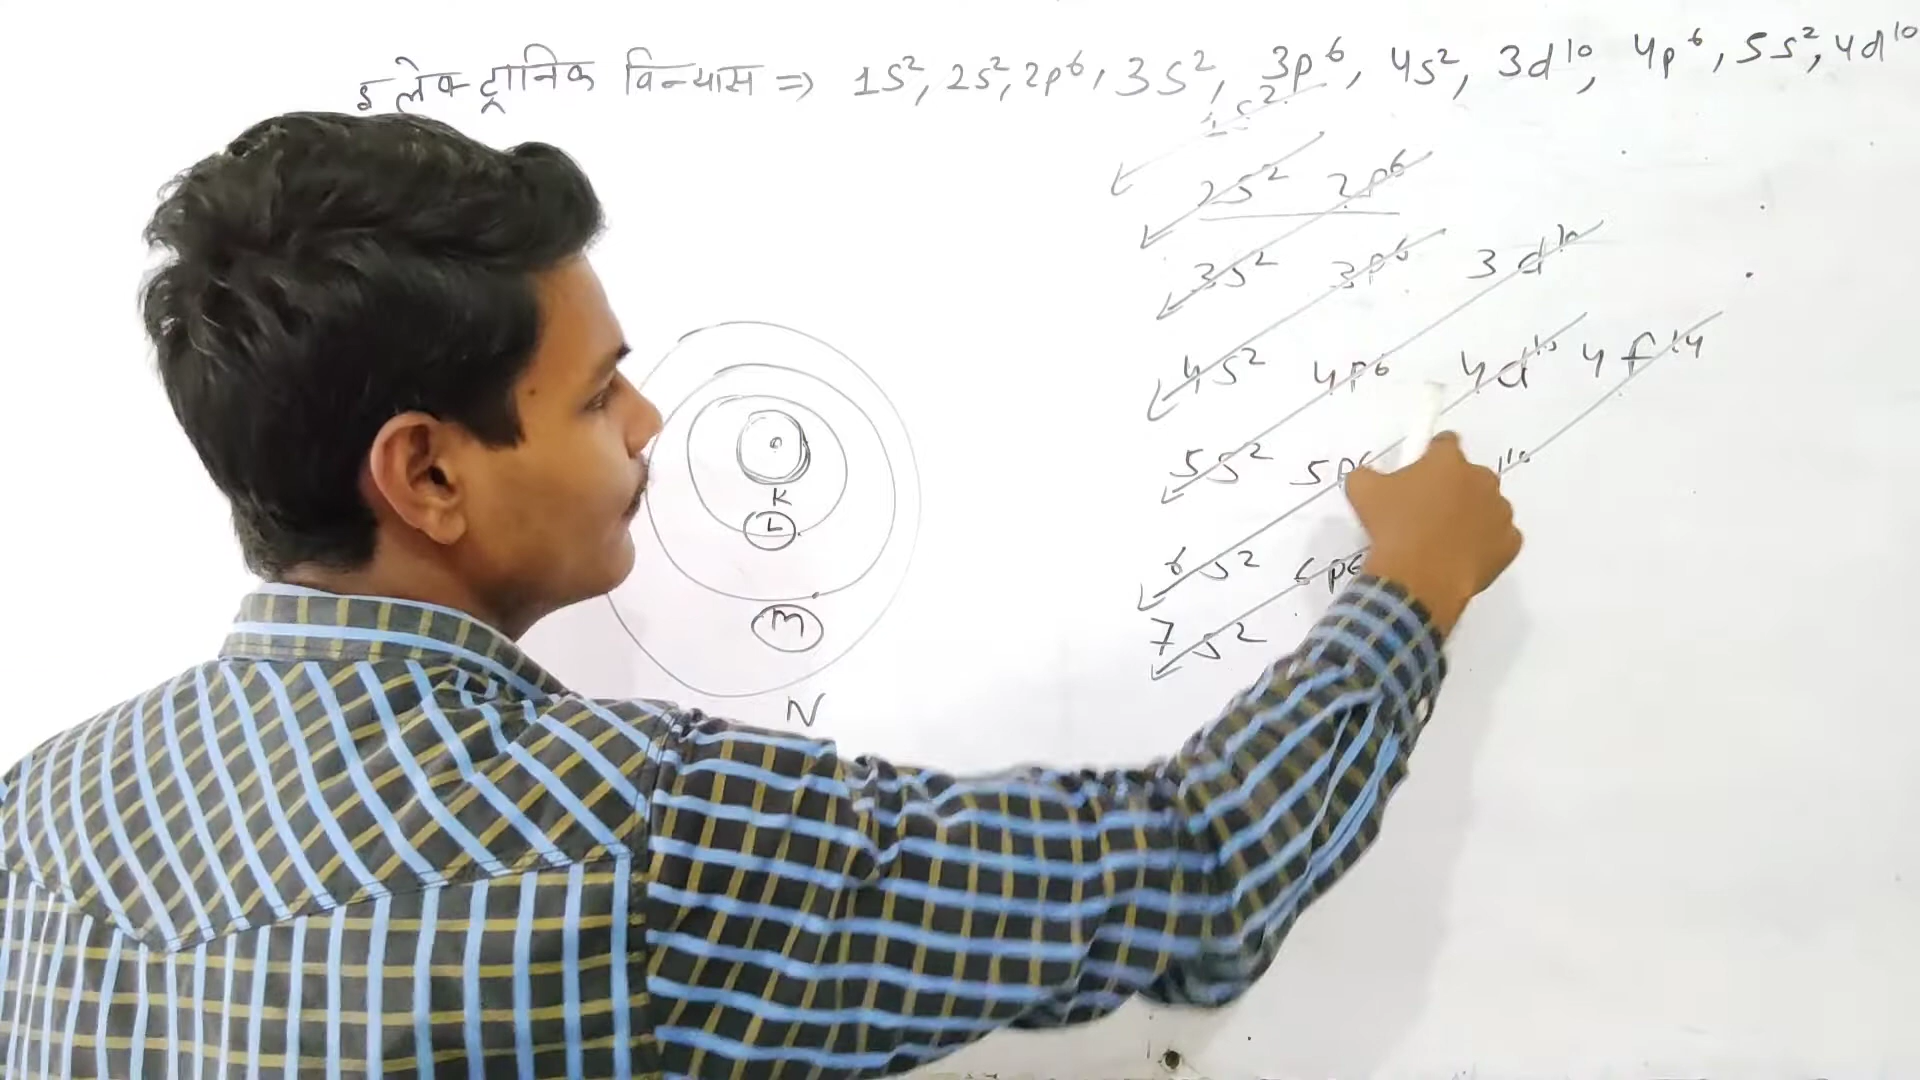 इलेक्ट्रानिक विन्यास => 1s², 2s², 2p⁶, 3s², 3p⁶, 4s², 3d¹⁰, 4p⁶, 5s², 4d¹⁰
1s²
2s² 2p⁶
3s² 3p⁶ 3d¹⁰
4s² 4p⁶ 4d¹⁰ 4f¹⁴
5s² 5p⁶
6s² 6p⁶
7s²
K
L
M
N